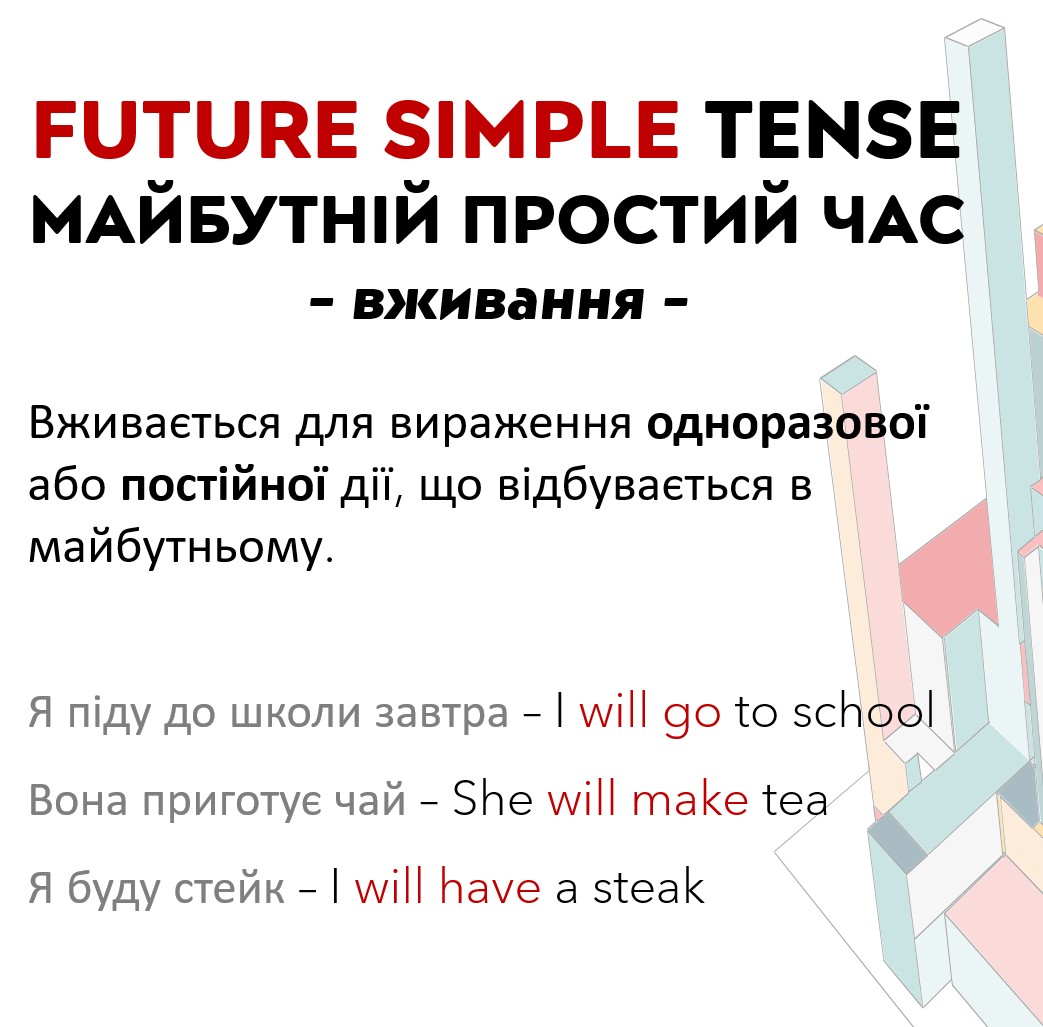 FUTURE SIMPLE TENSE
МАЙБУТНІЙ ПРОСТИЙ ЧАС
– вживання –
Вживається для вираження одноразової
або постійної дії, що відбувається в
майбутньому.
Я піду до школи завтра – I will go to school
Вона приготує чай – She will make tea
Я буду стейк – I will have a steak